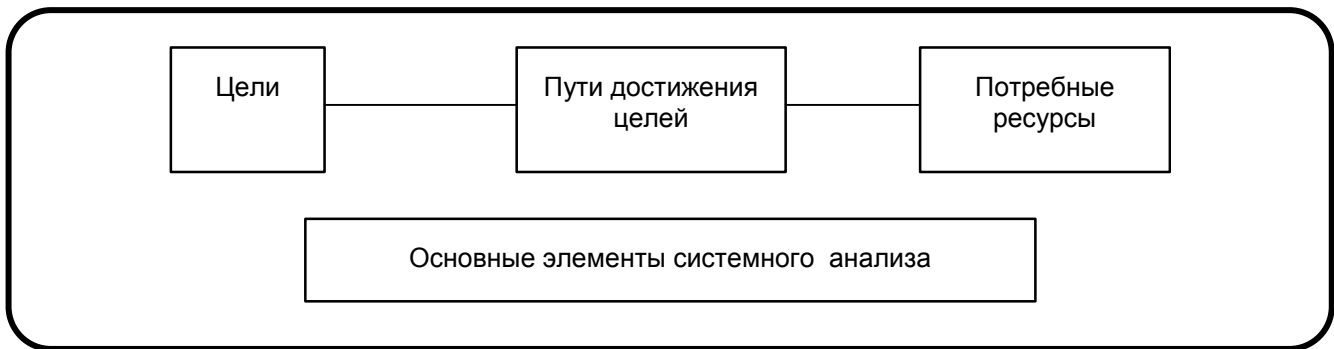 Цели
Пути достижения
целей
Потребные
ресурсы
Основные элементы системного анализа